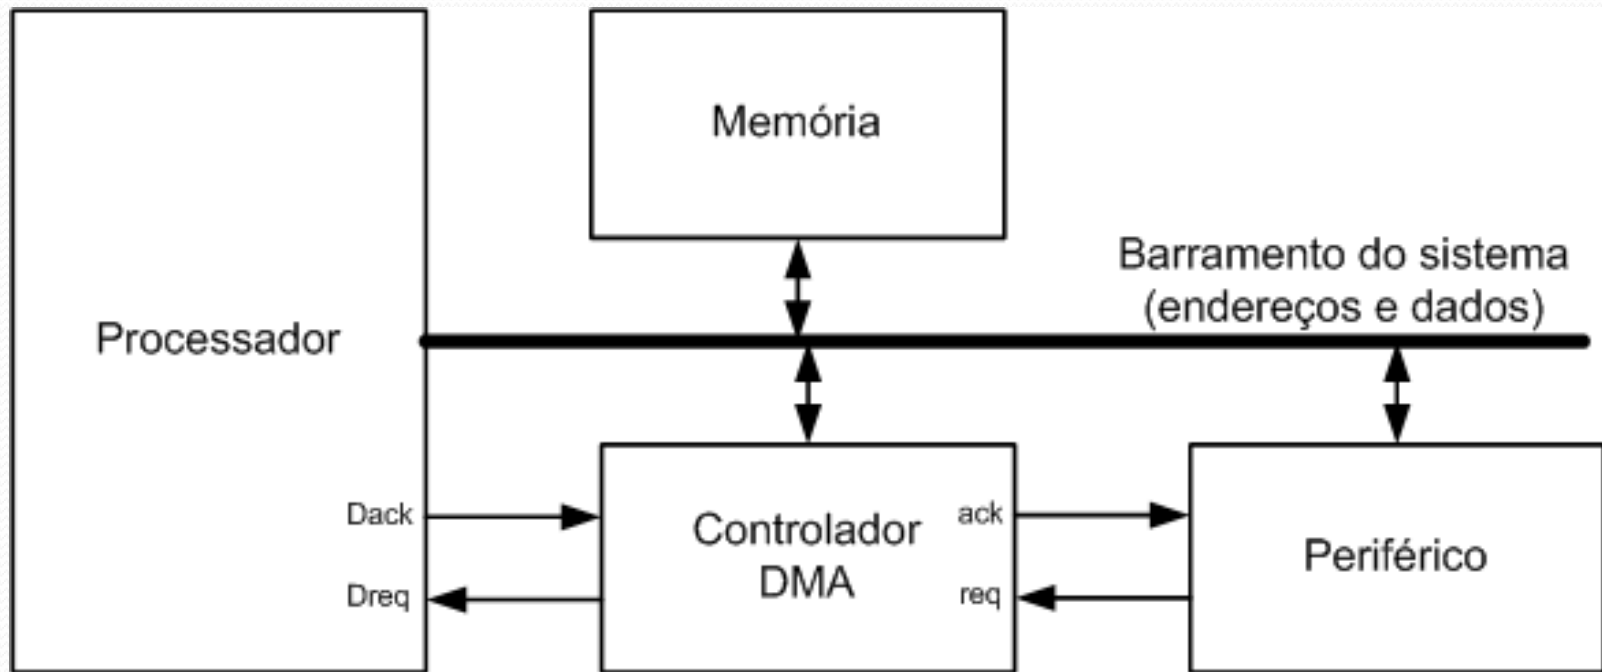 Memória
Barramento do sistema
(endereços e dados)
Processador
Dack
Dreq
Controlador
DMA
ack
req
Periférico